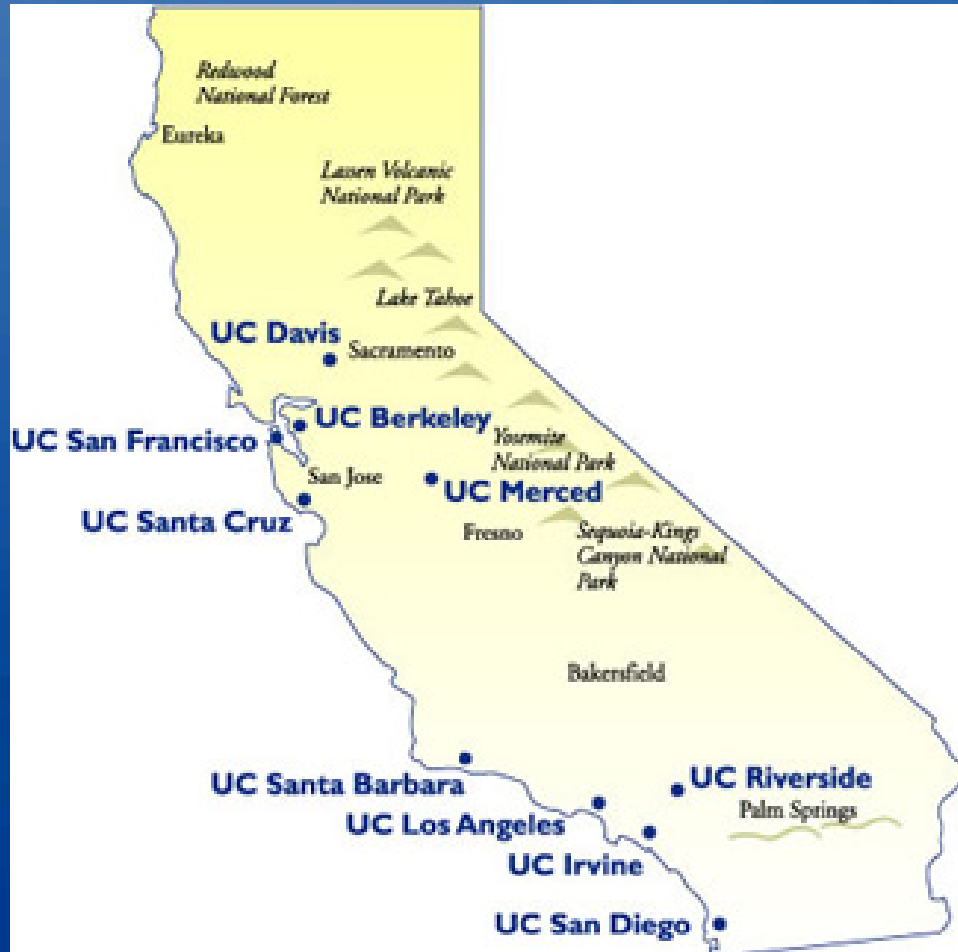 Redwood
National Forest
Eureka
Lassen Volcanic
National Park
Lake Tahoe
UC Davis
Sacramento
UC Berkeley
UC San Francisco
Yosemite
National Park
San Jose
UC Merced
UC Santa Cruz
Fresno
Sequoia-Kings
Canyon National
Park
Bakersfield
UC Santa Barbara
UC Riverside
Palm Springs
UC Los Angeles
UC Irvine
UC San Diego